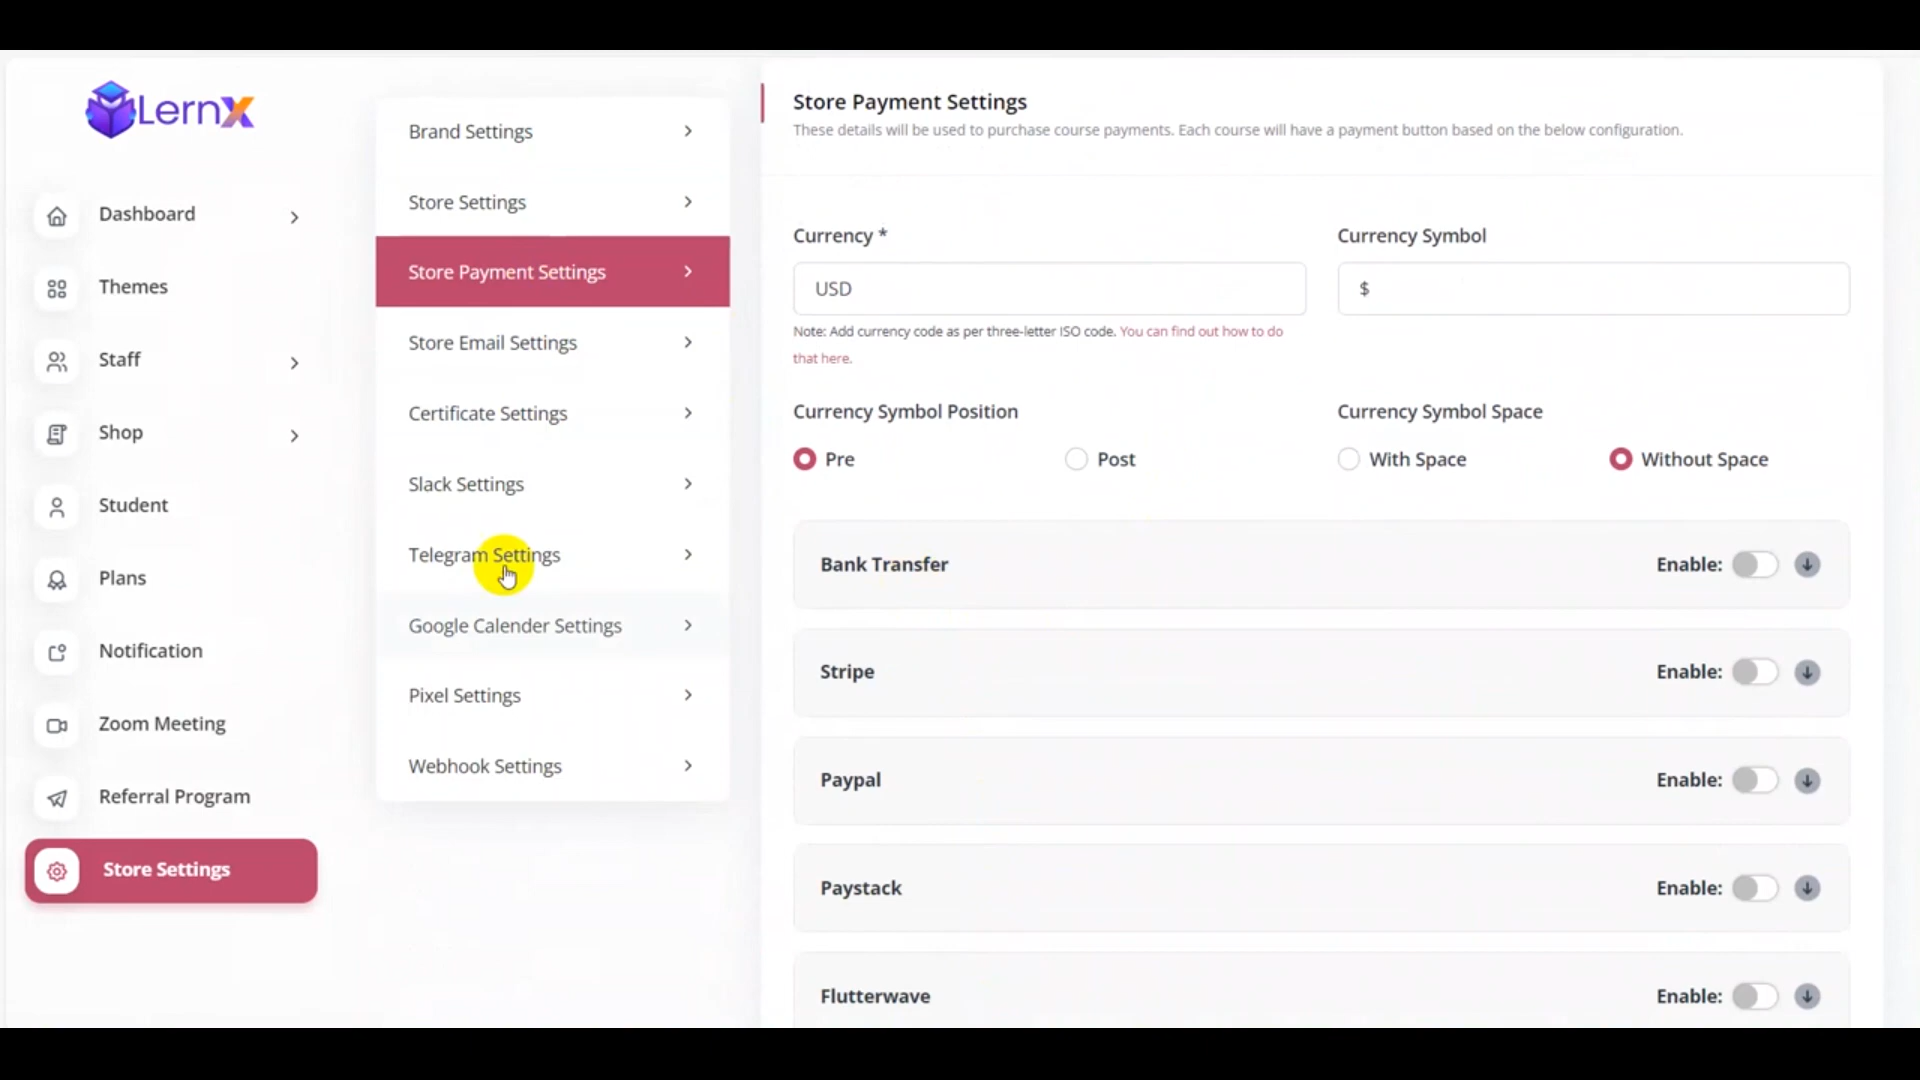 LernX
Dashboard
Themes
Staff
Shop
Student
Plans
Notification
Zoom Meeting
Referral Program
Store Settings
Brand Settings
Store Settings
Store Payment Settings
Store Email Settings
Certificate Settings
Slack Settings
Telegram Settings
Google Calender Settings
Pixel Settings
Webhook Settings
Store Payment Settings
These details will be used to purchase course payments. Each course will have a payment button based on the below configuration.
Currency *
Currency Symbol
USD
$
Note: Add currency code as per three-letter ISO code. You can find out how to do
that here.
Currency Symbol Position
Currency Symbol Space
Pre
Post
With Space
Without Space
Bank Transfer
Enable:
Stripe
Enable:
Paypal
Enable:
Paystack
Enable:
Flutterwave
Enable: